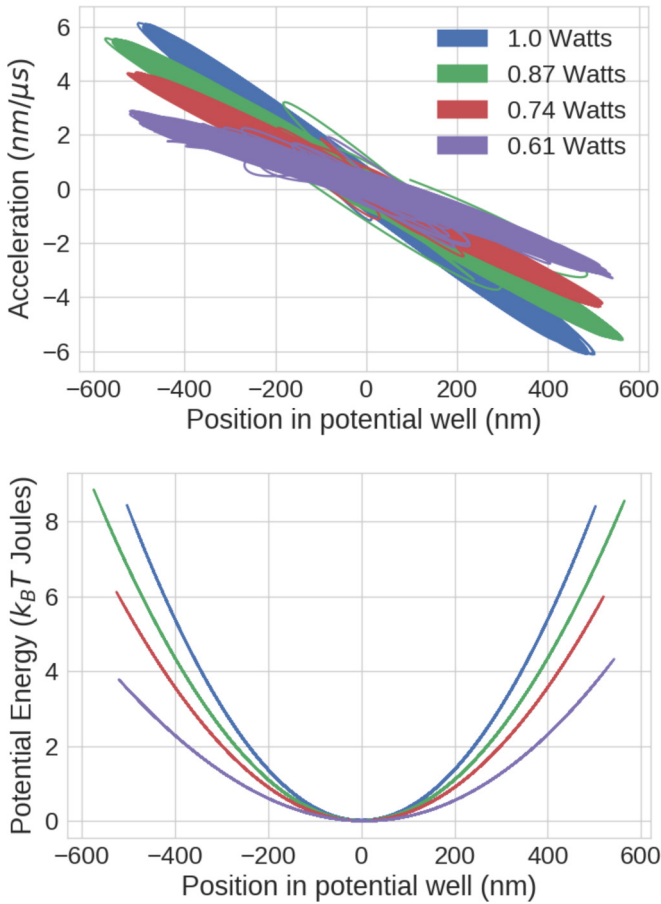 6
4
2
0
−2
−4
−6
Acceleration (nm/μs)
1.0 Watts
0.87 Watts
0.74 Watts
0.61 Watts
−600 −400 −200 0 200 400 600
Position in potential well (nm)
8
6
4
2
0
Potential Energy (k_BT Joules)
−600 −400 −200 0 200 400 600
Position in potential well (nm)